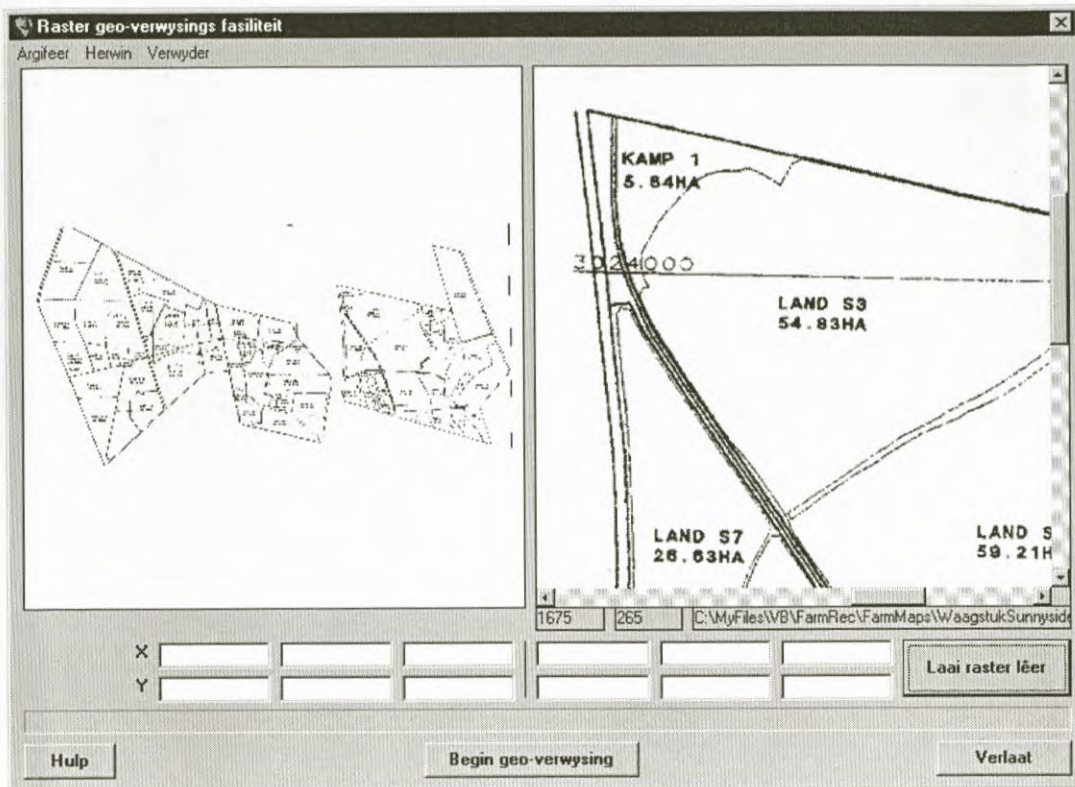 Raster geo-verwysings fasiliteit
Argifeer Herwin Verwyder
KAMP 1
5.84HA
3024000
LAND S3
54.83HA
LAND S7
26.63HA
LAND S
59.21H
1675 265 C:\MyFiles\VB\FarmRec\FarmMaps\WaagstukSunnyside
X
Y
Laai raster lêer
Hulp
Begin geo-verwysing
Verlaat